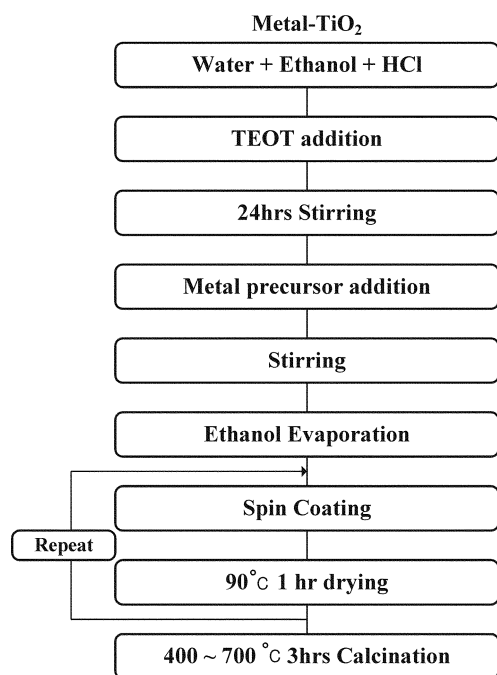 Metal-TiO₂
Water + Ethanol + HCl
TEOT addition
24hrs Stirring
Metal precursor addition
Stirring
Ethanol Evaporation
Spin Coating
Repeat
90℃ 1 hr drying
400 ~ 700 ℃ 3hrs Calcination